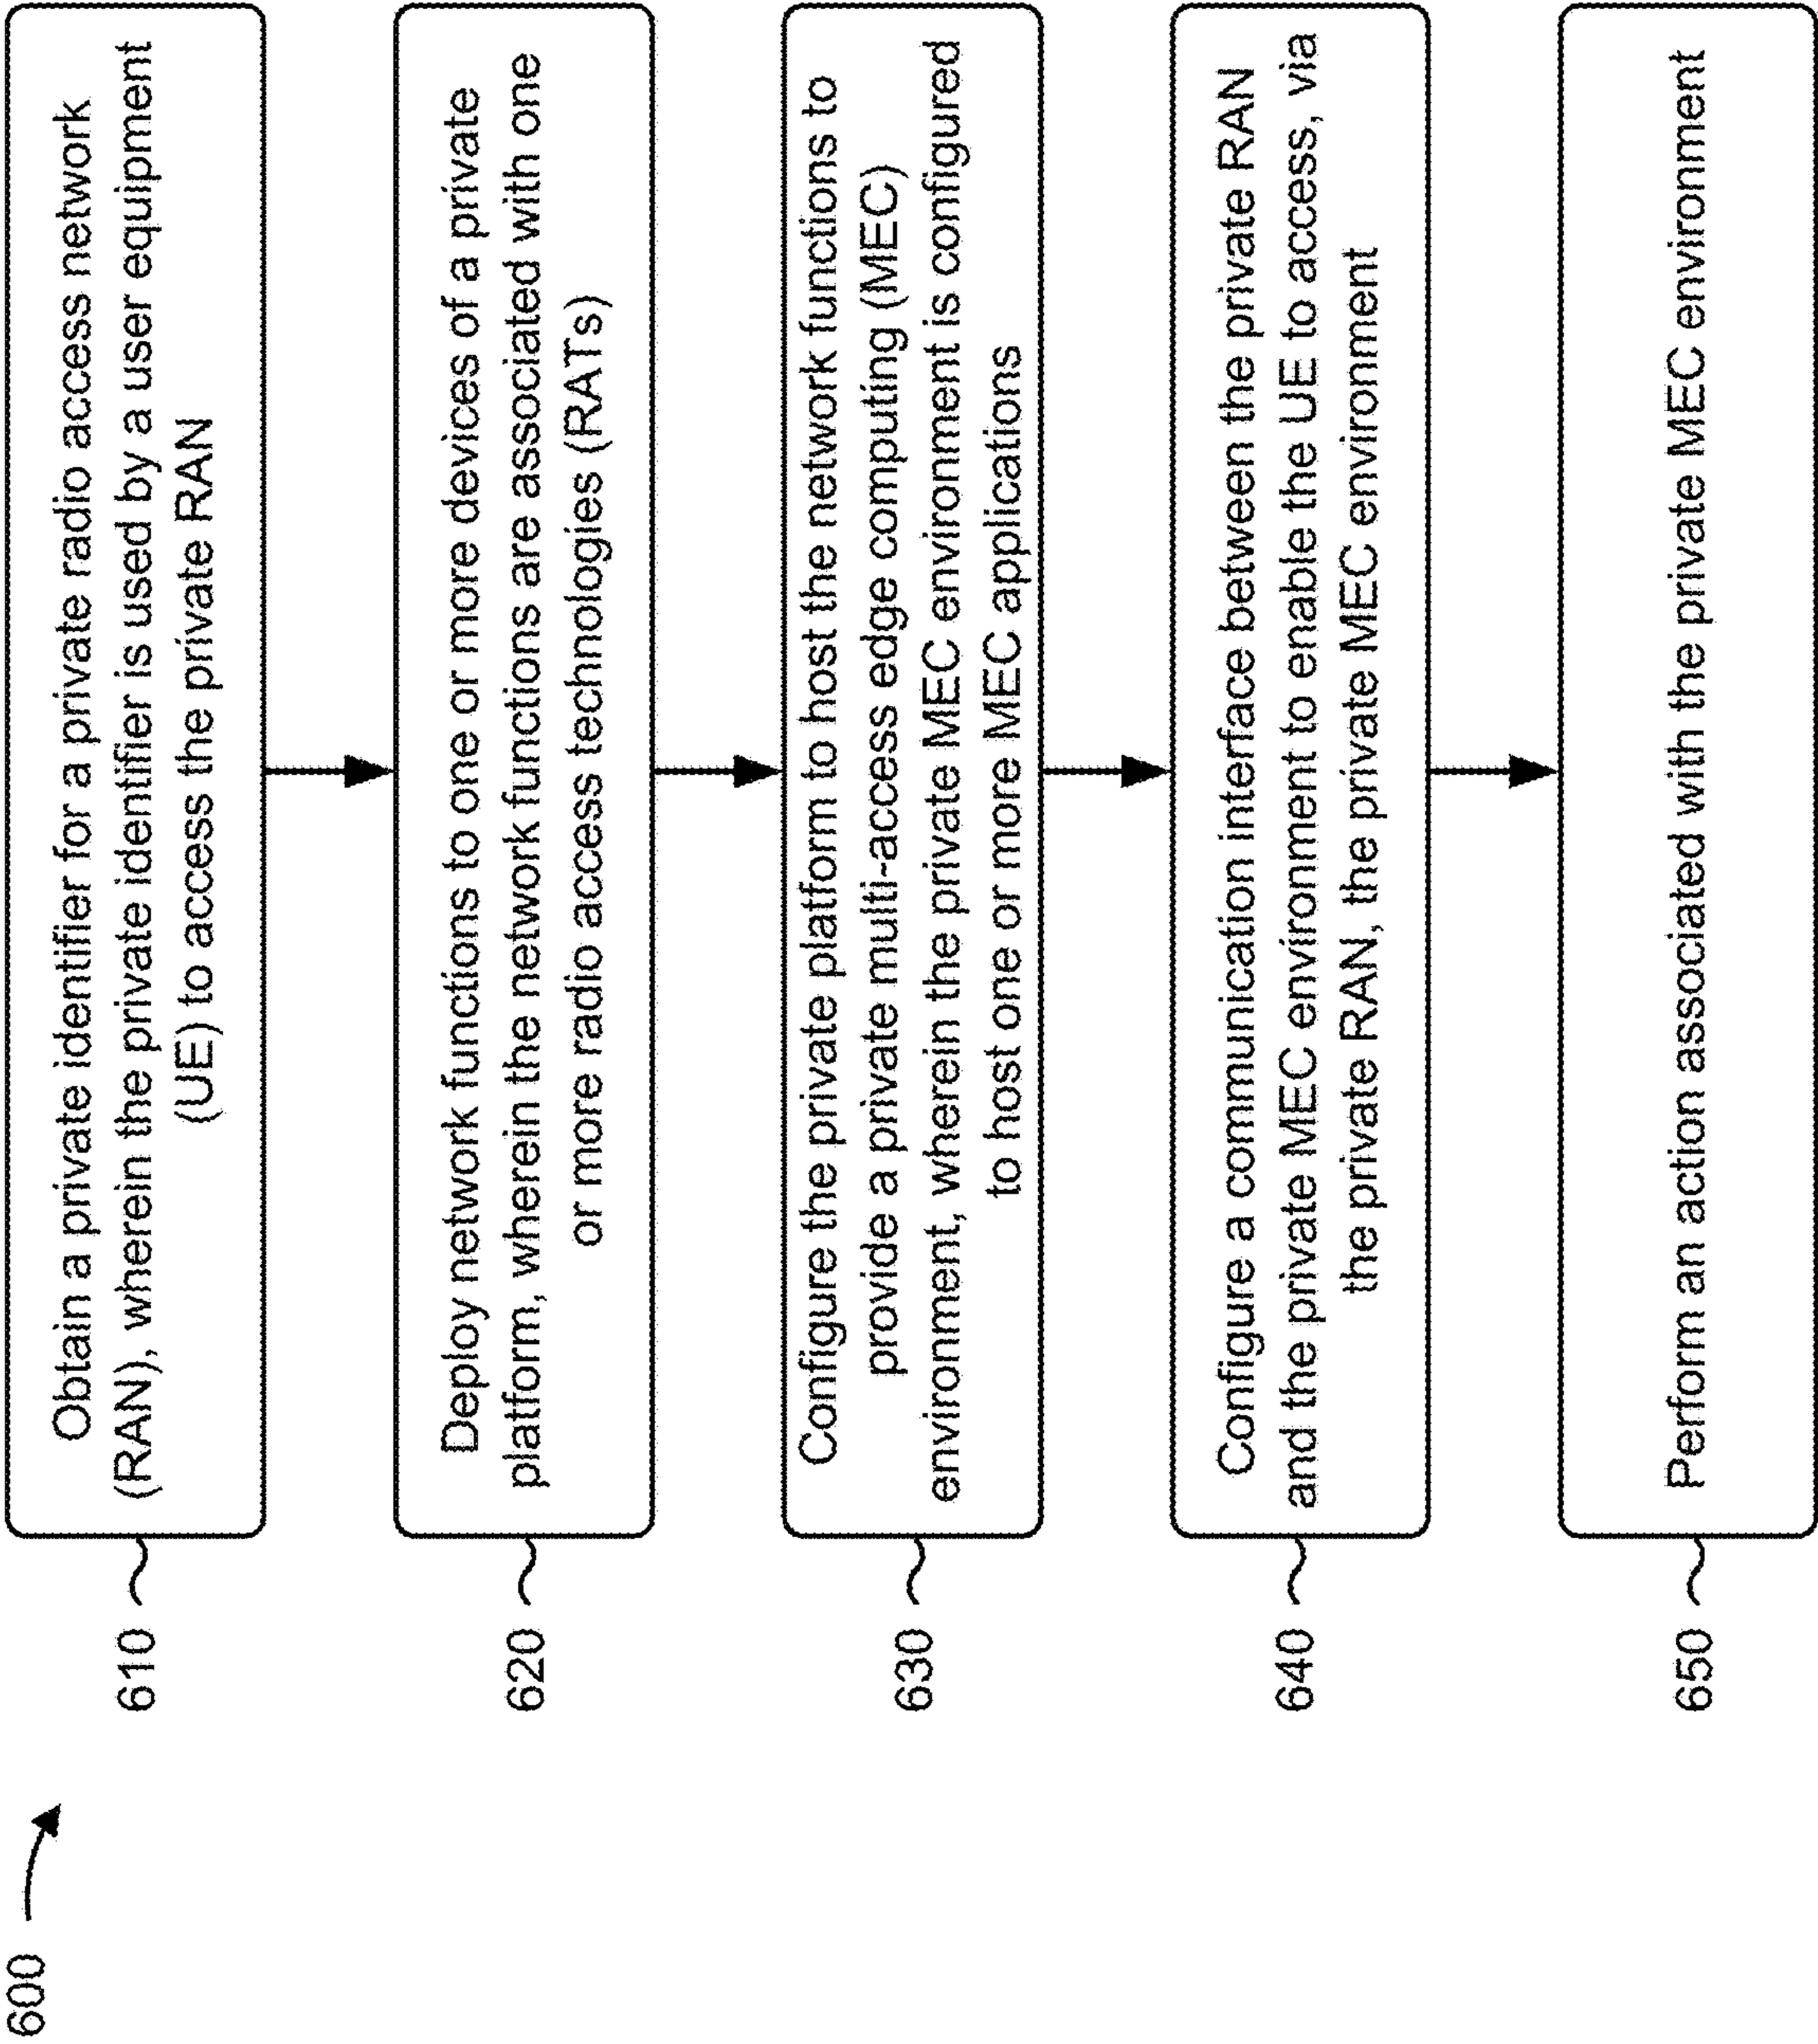 600
610
Obtain a private identifier for a private radio access network
(RAN), wherein the private identifier is used by a user equipment
(UE) to access the private RAN
620
Deploy network functions to one or more devices of a private
platform, wherein the network functions are associated with one
or more radio access technologies (RATs)
630
Configure the private platform to host the network functions to
provide a private multi-access edge computing (MEC)
environment, wherein the private MEC environment is configured
to host one or more MEC applications
640
Configure a communication interface between the private RAN
and the private MEC environment to enable the UE to access, via
the private RAN, the private MEC environment
650
Perform an action associated with the private MEC environment